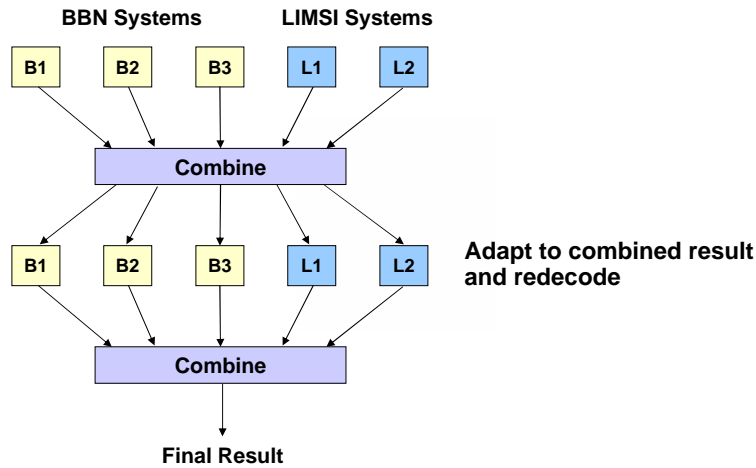 BBN Systems LIMSI Systems
B1 B2 B3 L1 L2
Combine
B1 B2 B3 L1 L2
Adapt to combined result
and redecode
Combine
Final Result